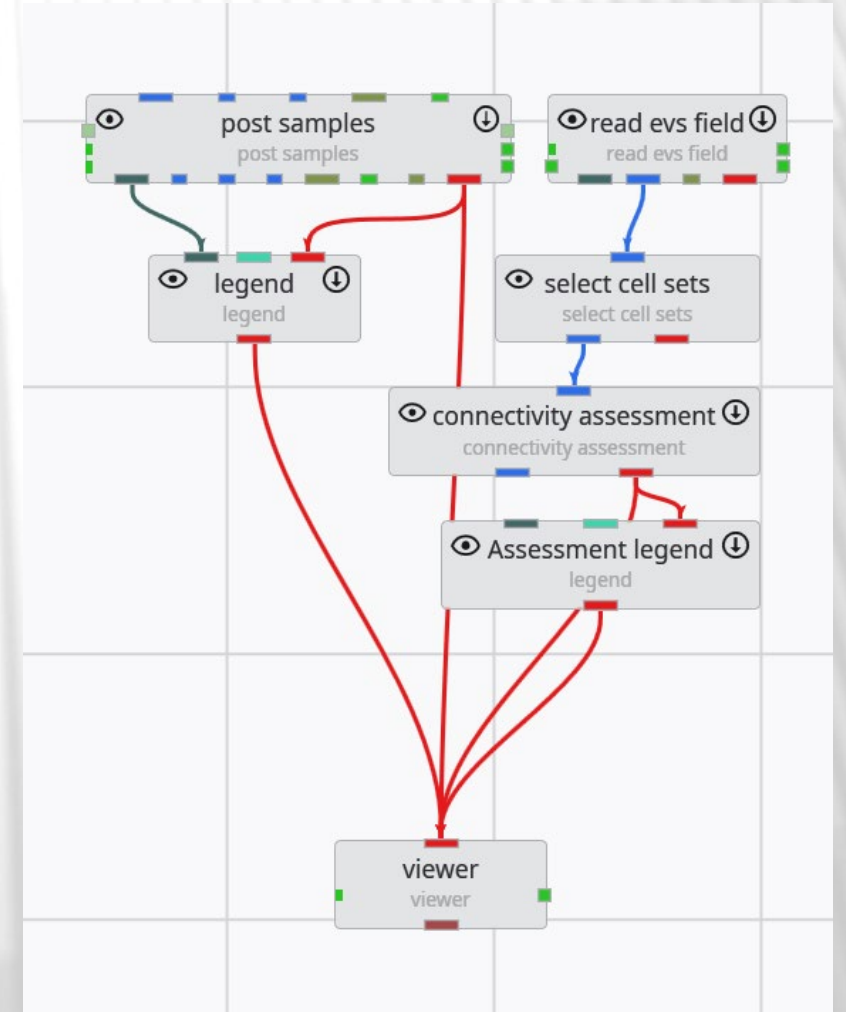 post samples
post samples
read evs field
read evs field
legend
legend
select cell sets
select cell sets
connectivity assessment
connectivity assessment
Assessment legend
legend
viewer
viewer